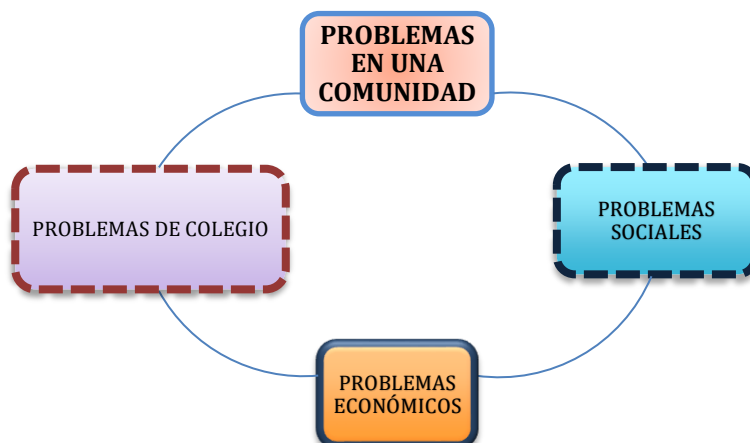 PROBLEMAS
EN UNA
COMUNIDAD
PROBLEMAS DE COLEGIO
PROBLEMAS
SOCIALES
PROBLEMAS
ECONÓMICOS